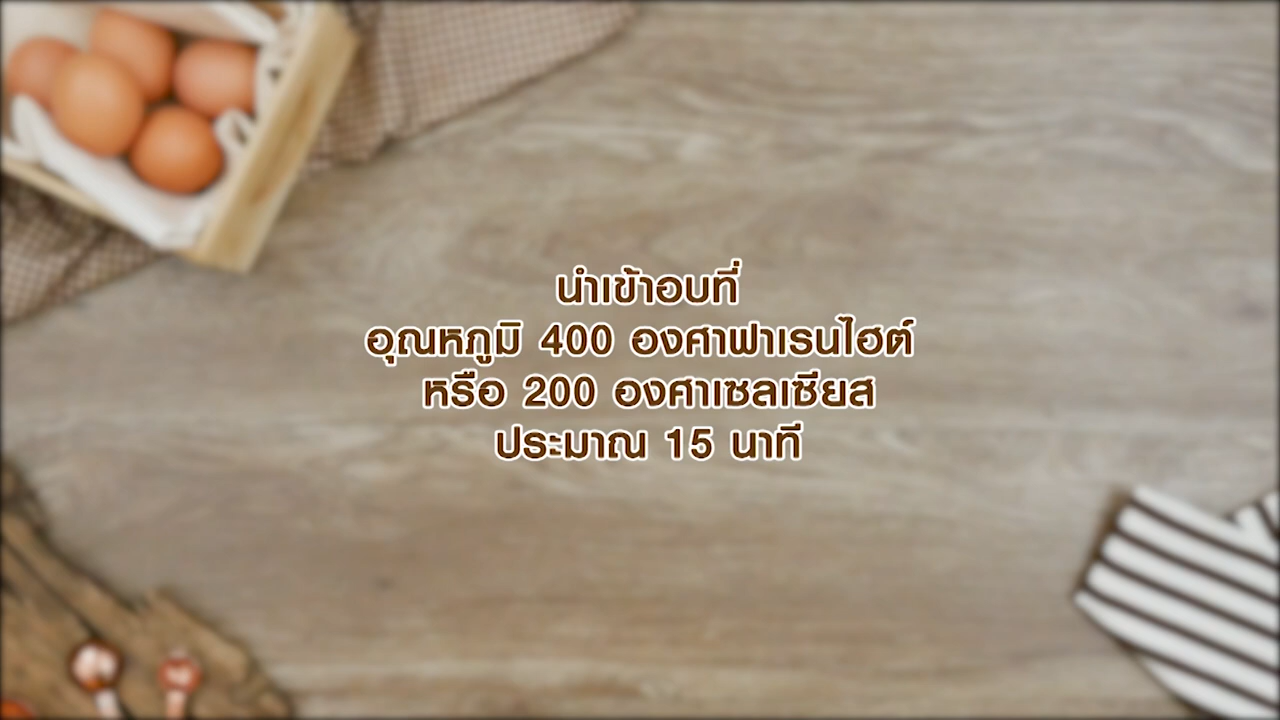 นำเข้าอบที่
อุณหภูมิ 400 องศาฟาเรนไฮต์
หรือ 200 องศาเซลเซียส
ประมาณ 15 นาที